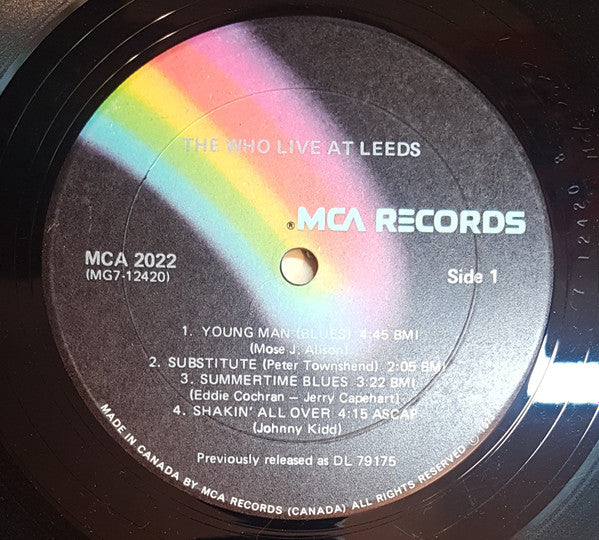 THE WHO LIVE AT LEEDS
® MCA RECORDS
MCA 2022
(MG7-12420)
Side 1
1. YOUNG MAN (BLUES) 4:45 BMI
(Mose J. Alison)
2. SUBSTITUTE (Peter Townshend) 2:05 BMI
3. SUMMERTIME BLUES 3:22 BMI
(Eddie Cochran – Jerry Capehart)
4. SHAKIN' ALL OVER 4:15 ASCAP
(Johnny Kidd)
Previously released as DL 79175
MADE IN CANADA BY MCA RECORDS (CANADA) ALL RIGHTS RESERVED
7-12420